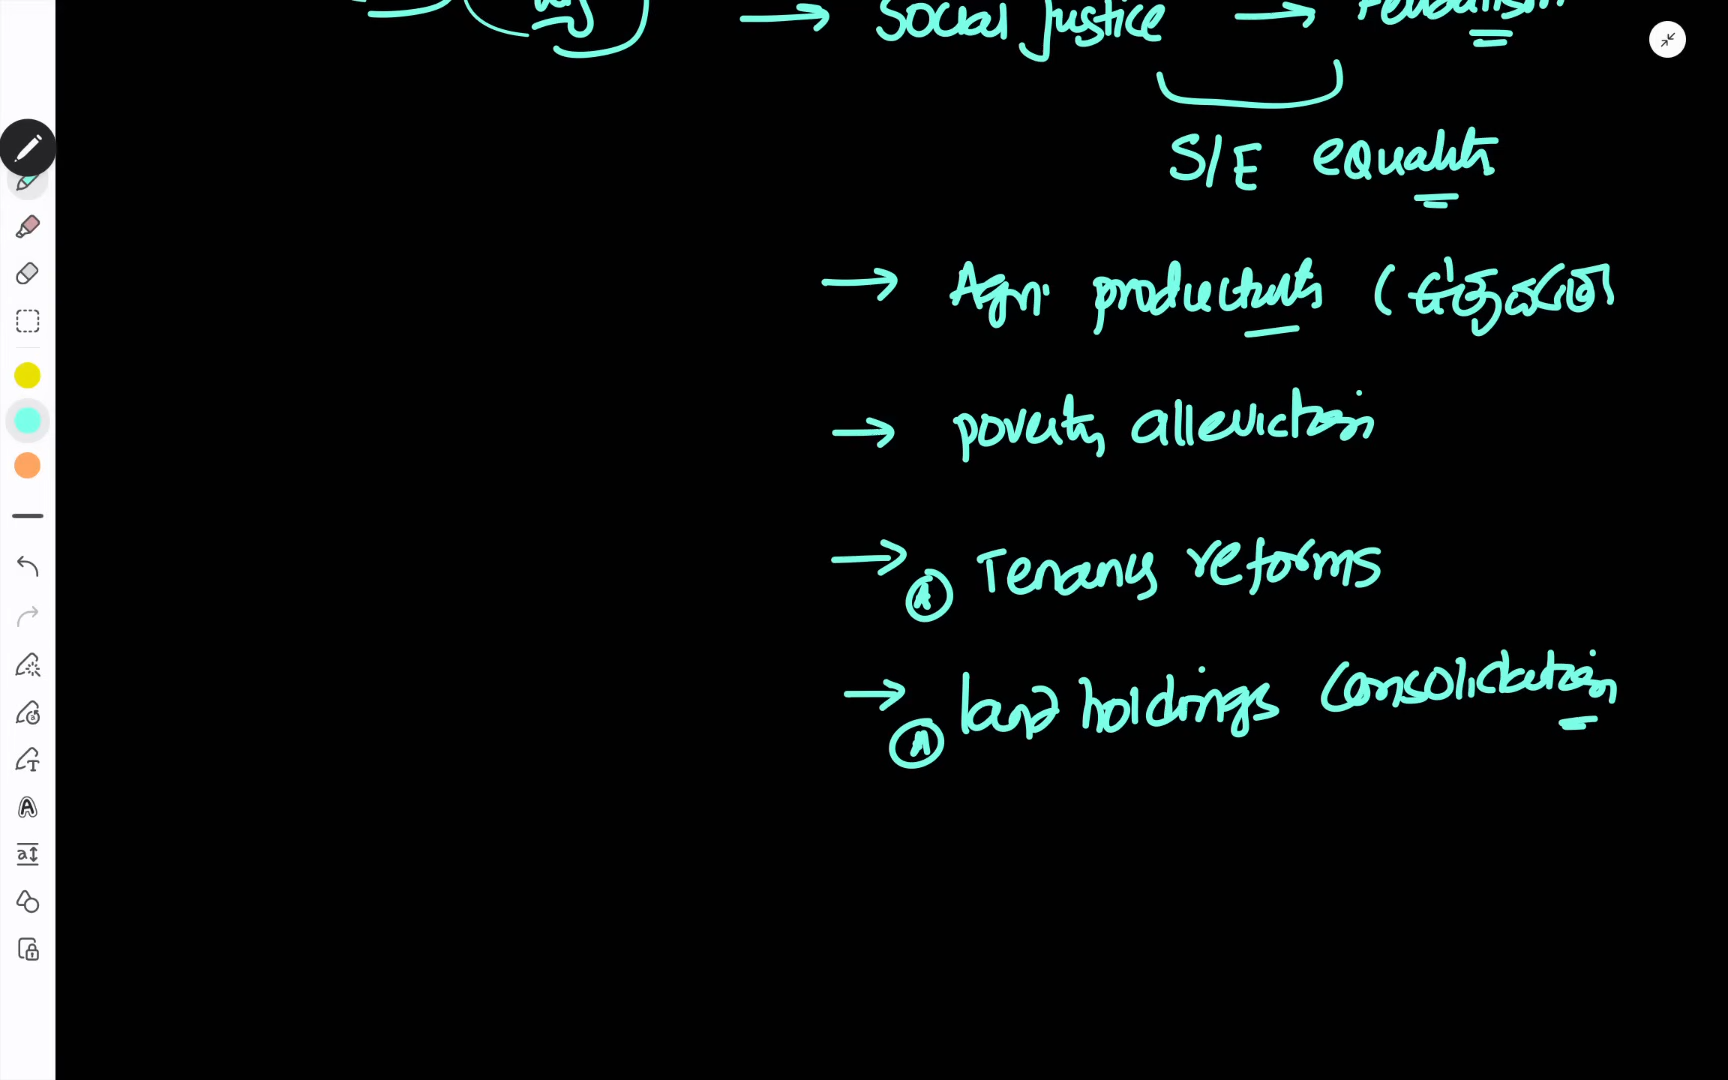 → Social Justice → Feudalism
S/E equality
→ Agri. productivity (
→ poverty alleviation
→ Tenancy reforms
→ land holdings consolidation